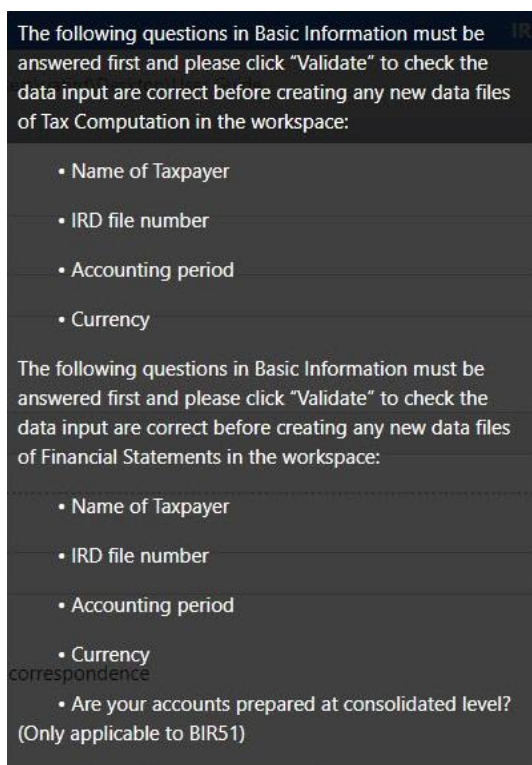 The following questions in Basic Information must be
answered first and please click “Validate” to check the
data input are correct before creating any new data files
of Tax Computation in the workspace:
• Name of Taxpayer
• IRD file number
• Accounting period
• Currency
The following questions in Basic Information must be
answered first and please click “Validate” to check the
data input are correct before creating any new data files
of Financial Statements in the workspace:
• Name of Taxpayer
• IRD file number
• Accounting period
• Currency
correspondence
• Are your accounts prepared at consolidated level?
(Only applicable to BIR51)